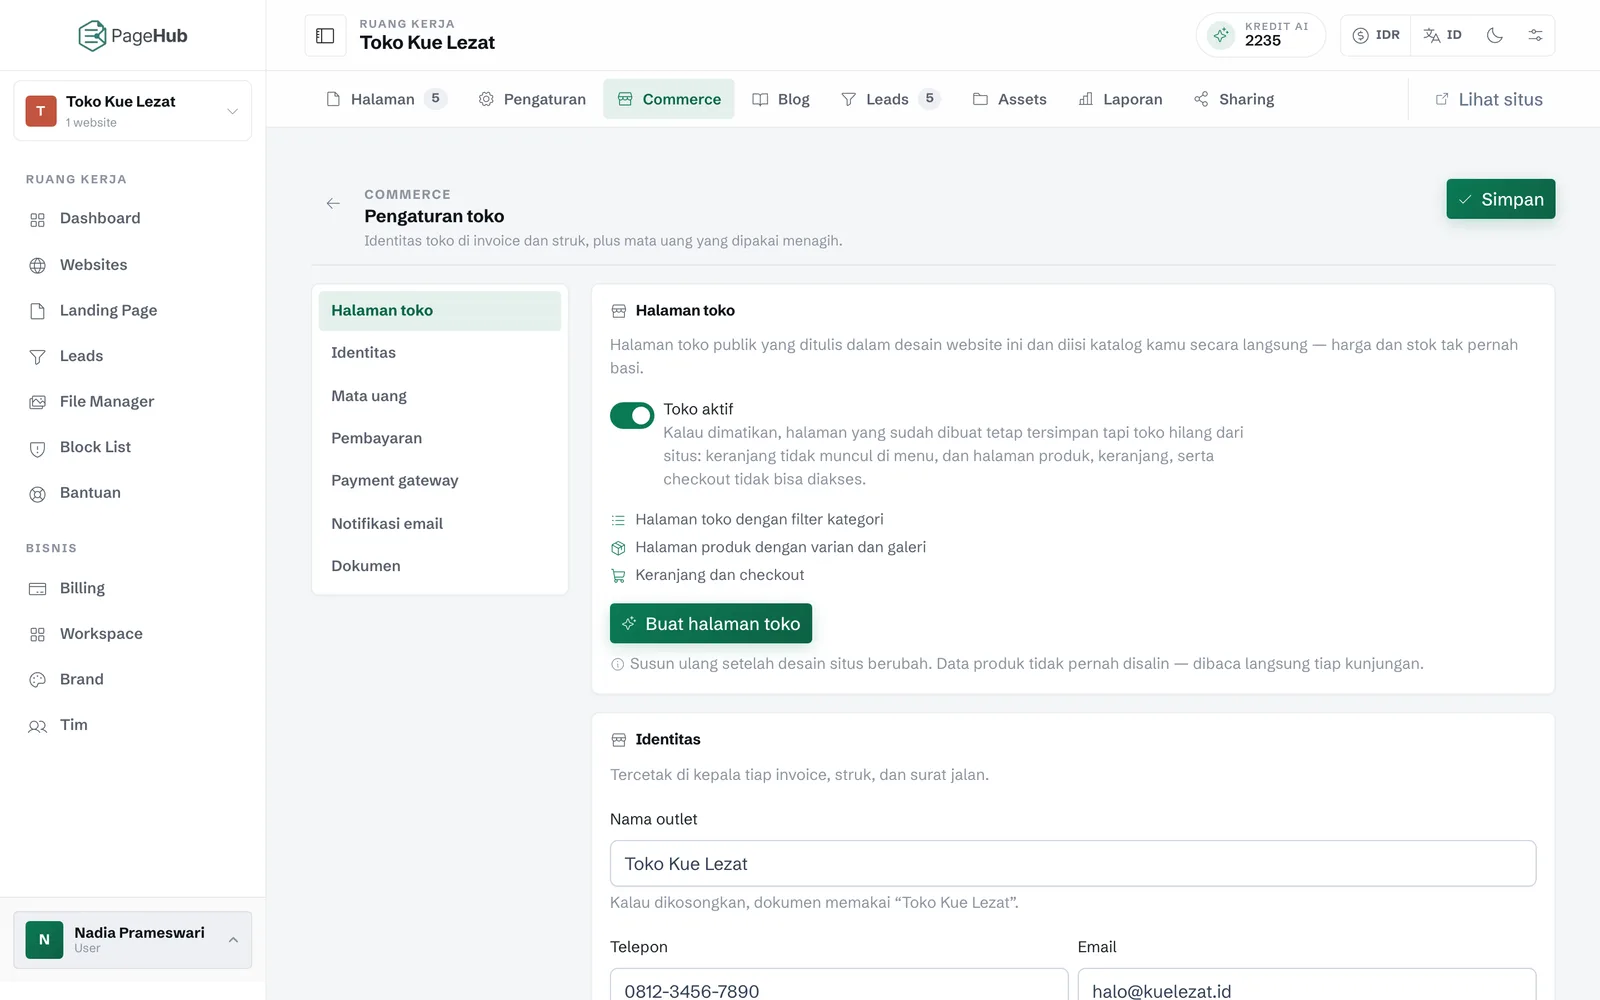 PageHub
RUANG KERJA
Toko Kue Lezat
KREDIT AI
2235
IDR
ID
T
Toko Kue Lezat
1 website
Halaman 5
Pengaturan
Commerce
Blog
Leads 5
Assets
Laporan
Sharing
Lihat situs
RUANG KERJA
Dashboard
Websites
Landing Page
Leads
File Manager
Block List
Bantuan
BISNIS
Billing
Workspace
Brand
Tim
N
Nadia Prameswari
User
COMMERCE
Pengaturan toko
Identitas toko di invoice dan struk, plus mata uang yang dipakai menagih.
Simpan
Halaman toko
Identitas
Mata uang
Pembayaran
Payment gateway
Notifikasi email
Dokumen
Halaman toko
Halaman toko publik yang ditulis dalam desain website ini dan diisi katalog kamu secara langsung — harga dan stok tak pernah
basi.
Toko aktif
Kalau dimatikan, halaman yang sudah dibuat tetap tersimpan tapi toko hilang dari
situs: keranjang tidak muncul di menu, dan halaman produk, keranjang, serta
checkout tidak bisa diakses.
Halaman toko dengan filter kategori
Halaman produk dengan varian dan galeri
Keranjang dan checkout
Buat halaman toko
Susun ulang setelah desain situs berubah. Data produk tidak pernah disalin — dibaca langsung tiap kunjungan.
Identitas
Tercetak di kepala tiap invoice, struk, dan surat jalan.
Nama outlet
Toko Kue Lezat
Kalau dikosongkan, dokumen memakai “Toko Kue Lezat”.
Telepon
Email
0812-3456-7890
halo@kuelezat.id